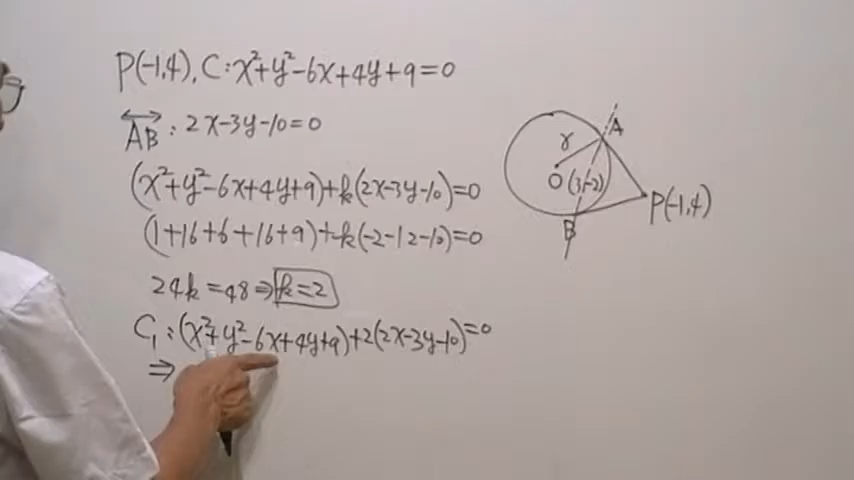 P(-1,4), C:x²+y²-6x+4y+9=0
AB : 2x-3y-10=0
(x²+y²-6x+4y+9)+k(2x-3y-10)=0
(1+16+6+16+9)+k(-2-12-10)=0
24k=48⇒k=2
C₁:(x²+y²-6x+4y+9)+2(2x-3y-10)=0
⇒
A
r
O(3,-2)
P(-1,4)
B